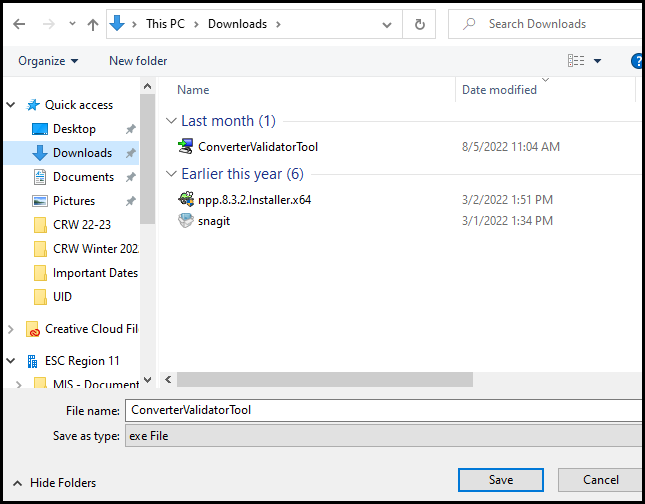 This PC > Downloads >
Search Downloads
Organize
New folder
?
Name
Date modified
Quick access
Desktop
Downloads
Documents
Pictures
CRW 22-23
CRW Winter 202
Important Dates
UID
Creative Cloud Fil
ESC Region 11
MIS - Document
Last month (1)
ConverterValidatorTool 8/5/2022 11:04 AM
Earlier this year (6)
npp.8.3.2.Installer.x64 3/2/2022 1:51 PM
snagit 3/1/2022 1:34 PM
File name: ConverterValidatorTool
Save as type: exe File
Hide Folders
Save
Cancel